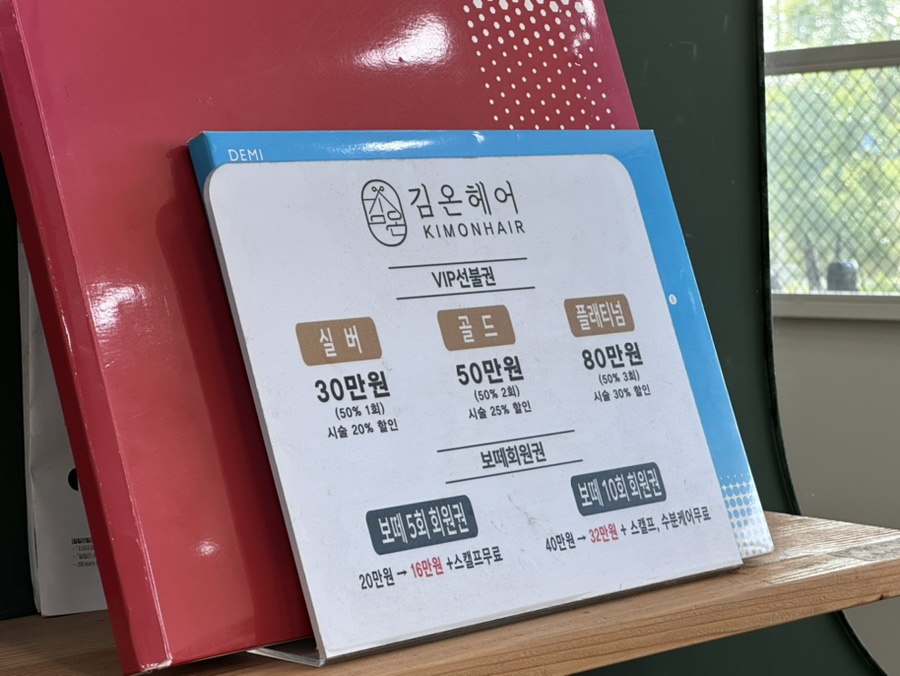 DEMI
김온
김온헤어
KIMONHAIR
VIP선불권
실버
30만원
(50% 1회)
시술 20% 할인
골드
50만원
(50% 2회)
시술 25% 할인
플래티넘
80만원
(50% 3회)
시술 30% 할인
보떼회원권
보떼 5회 회원권
20만원 → 16만원 +스캘프무료
보떼 10회 회원권
40만원 → 32만원 + 스캘프, 수분케어무료